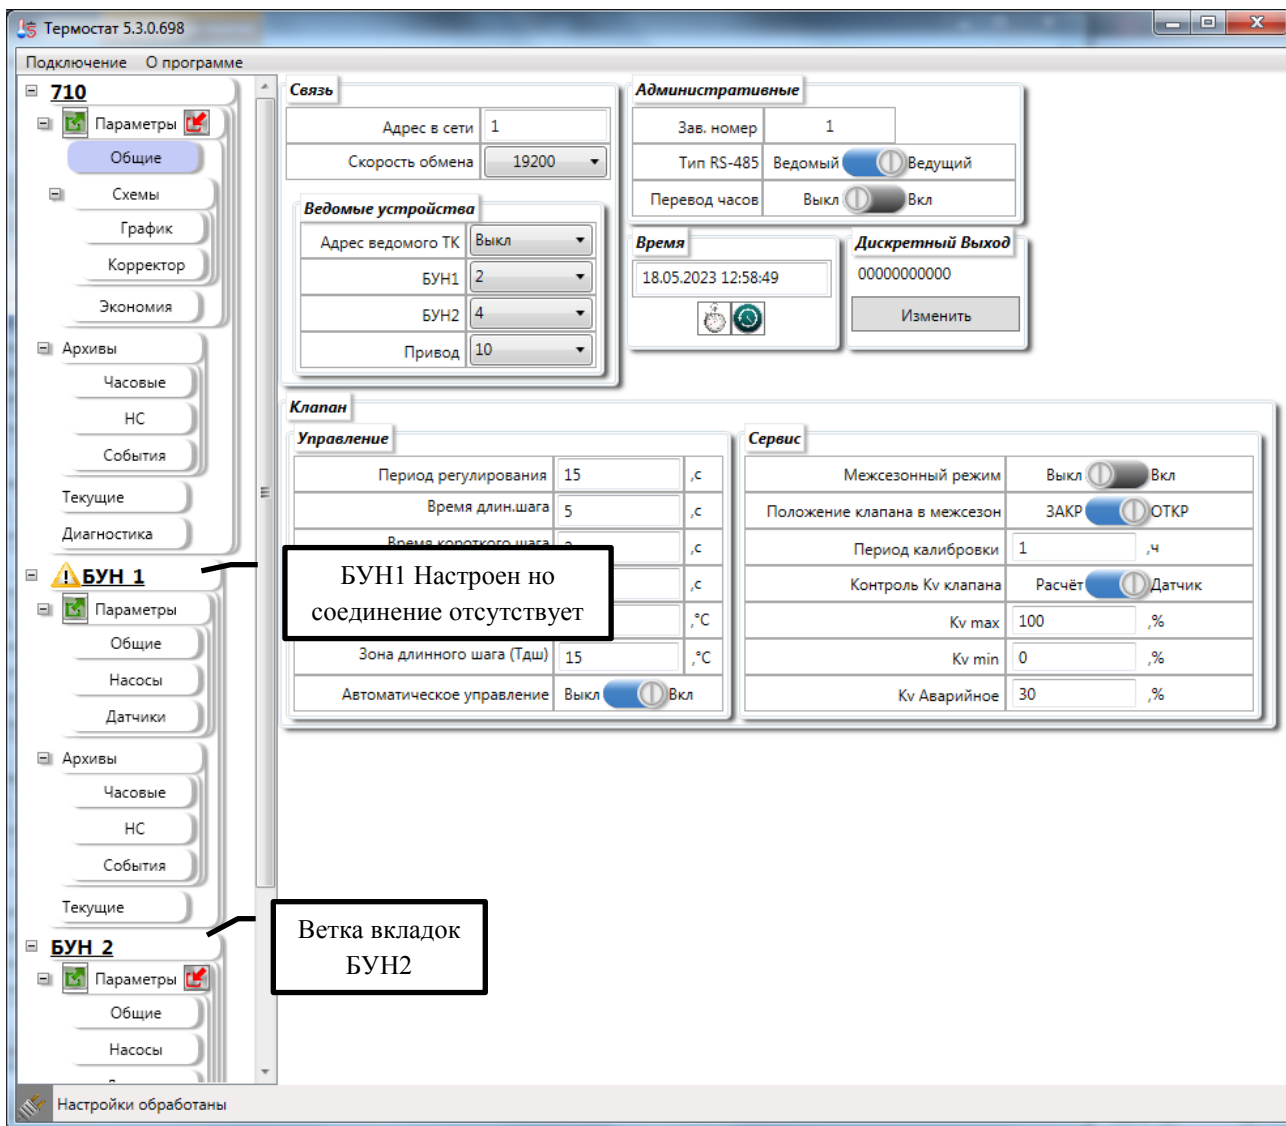 Термостат 5.3.0.698
Подключение О программе
710
Параметры
Общие
Схемы
График
Корректор
Экономия
Архивы
Часовые
НС
События
Текущие
Диагностика
БУН 1
Параметры
Общие
Насосы
Датчики
Архивы
Часовые
НС
События
Текущие
БУН 2
Параметры
Общие
Насосы
Связь
Адрес в сети 1
Скорость обмена 19200
Ведомые устройства
Адрес ведомого ТК Выкл
БУН1 2
БУН2 4
Привод 10
Административные
Зав. номер 1
Тип RS-485 Ведомый Ведущий
Перевод часов Выкл Вкл
Время
18.05.2023 12:58:49
Дискретный Выход
00000000000
Изменить
Клапан
Управление
Период регулирования 15 ,с
Время длин.шага 5 ,с
Время короткого шага ,с
,с
,°C
Зона длинного шага (Тдш) 15 ,°C
Автоматическое управление Выкл Вкл
Сервис
Межсезонный режим Выкл Вкл
Положение клапана в межсезон ЗАКР ОТКР
Период калибровки 1 ,ч
Контроль Kv клапана Расчёт Датчик
Kv max 100 ,%
Kv min 0 ,%
Kv Аварийное 30 ,%
БУН1 Настроен но
соединение отсутствует
Ветка вкладок
БУН2
Настройки обработаны